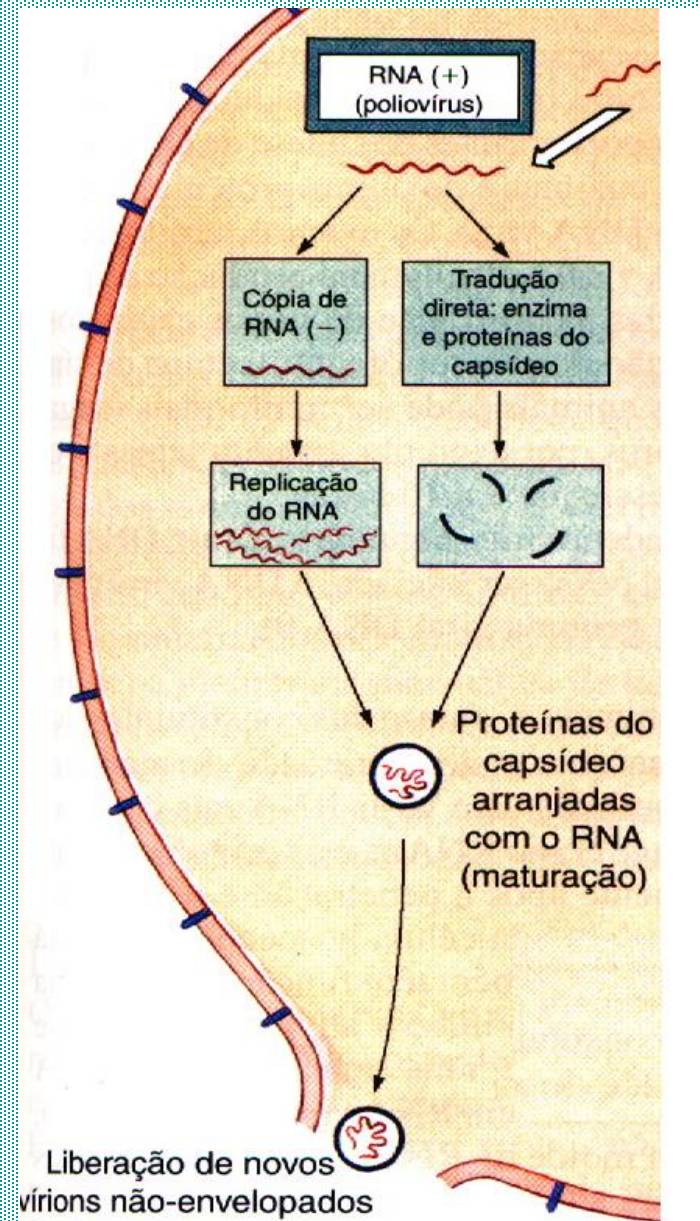 RNA (+)
(poliovírus)
Cópia de
RNA (−)
Tradução
direta: enzima
e proteínas do
capsídeo
Replicação
do RNA
Proteínas do
capsídeo
arranjadas
com o RNA
(maturação)
Liberação de novos
vírions não-envelopados